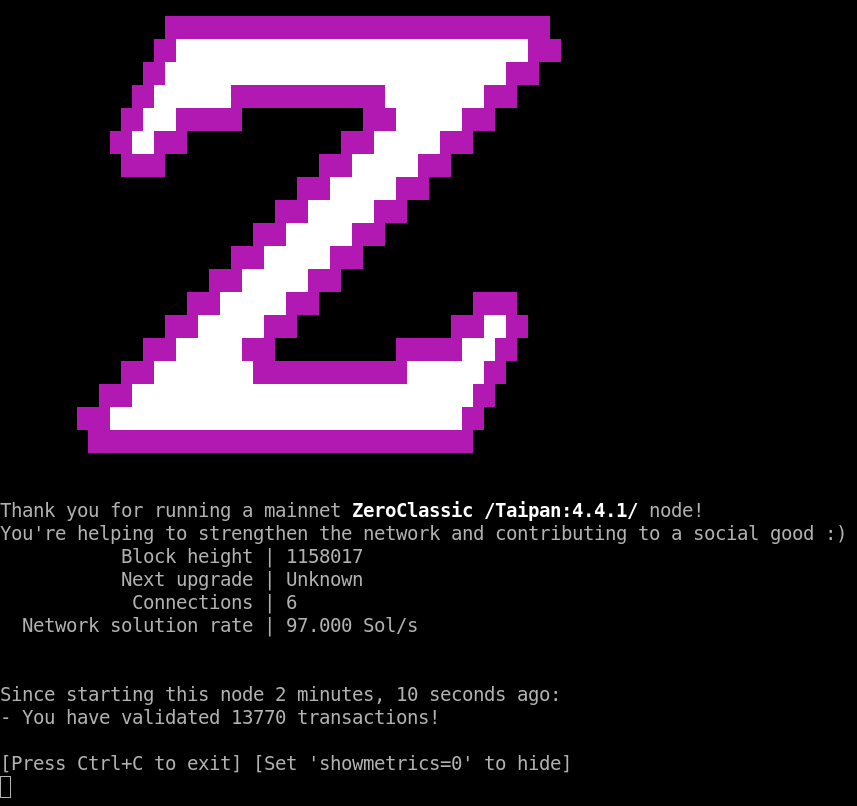 Thank you for running a mainnet ZeroClassic /Taipan:4.4.1/ node!
You're helping to strengthen the network and contributing to a social good :)
Block height | 1158017
Next upgrade | Unknown
Connections | 6
Network solution rate | 97.000 Sol/s
Since starting this node 2 minutes, 10 seconds ago:
- You have validated 13770 transactions!
[Press Ctrl+C to exit] [Set 'showmetrics=0' to hide]